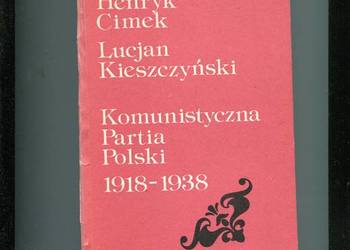 Henryk
Cimek
Lucjan
Kieszczyński
Komunistyczna
Partia
Polski
1918-1938